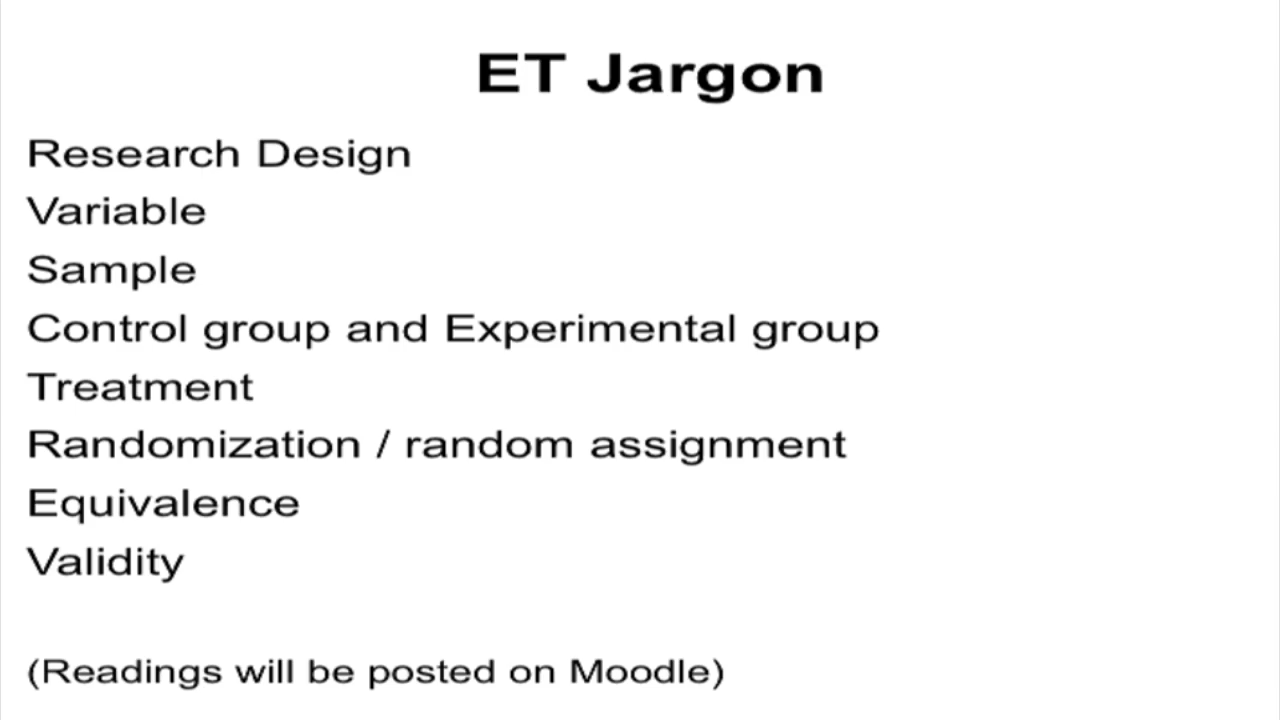 ET Jargon
Research Design
Variable
Sample
Control group and Experimental group
Treatment
Randomization / random assignment
Equivalence
Validity
(Readings will be posted on Moodle)